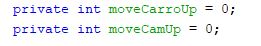 private int moveCarroUp = 0;
private int moveCamUp = 0;